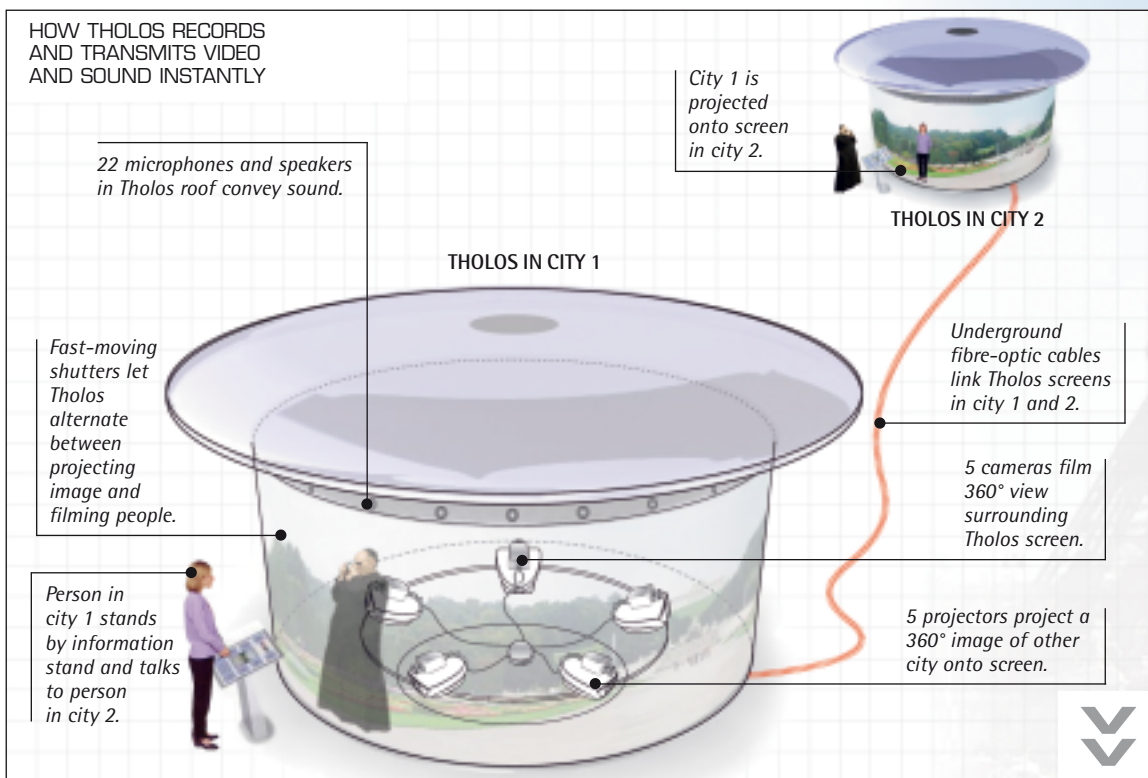 HOW THOLOS RECORDS
AND TRANSMITS VIDEO
AND SOUND INSTANTLY
City 1 is
projected
onto screen
in city 2.
22 microphones and speakers
in Tholos roof convey sound.
THOLOS IN CITY 2
THOLOS IN CITY 1
Fast-moving
shutters let
Tholos
alternate
between
projecting
image and
filming people.
Underground
fibre-optic cables
link Tholos screens
in city 1 and 2.
5 cameras film
360° view
surrounding
Tholos screen.
Person in
city 1 stands
by information
stand and talks
to person
in city 2.
5 projectors project a
360° image of other
city onto screen.